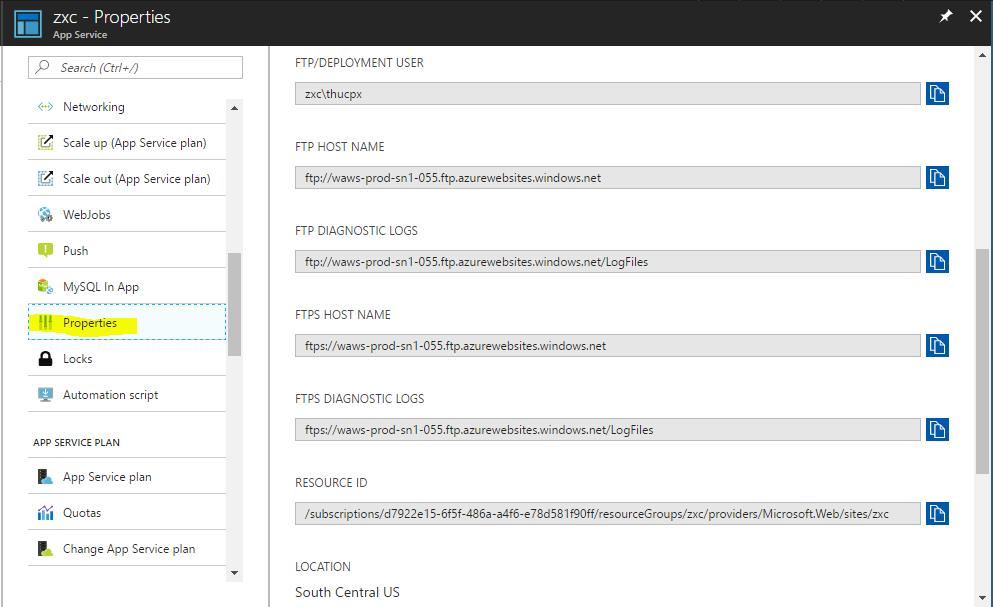 zxc - Properties
App Service
Search (Ctrl+/)
Networking
Scale up (App Service plan)
Scale out (App Service plan)
WebJobs
Push
MySQL In App
Properties
Locks
Automation script
APP SERVICE PLAN
App Service plan
Quotas
Change App Service plan
FTP/DEPLOYMENT USER
zxc\thucpx
FTP HOST NAME
ftp://waws-prod-sn1-055.ftp.azurewebsites.windows.net
FTP DIAGNOSTIC LOGS
ftp://waws-prod-sn1-055.ftp.azurewebsites.windows.net/LogFiles
FTPS HOST NAME
ftps://waws-prod-sn1-055.ftp.azurewebsites.windows.net
FTPS DIAGNOSTIC LOGS
ftps://waws-prod-sn1-055.ftp.azurewebsites.windows.net/LogFiles
RESOURCE ID
/subscriptions/d7922e15-6f5f-486a-a4f6-e78d581f90ff/resourceGroups/zxc/providers/Microsoft.Web/sites/zxc
LOCATION
South Central US